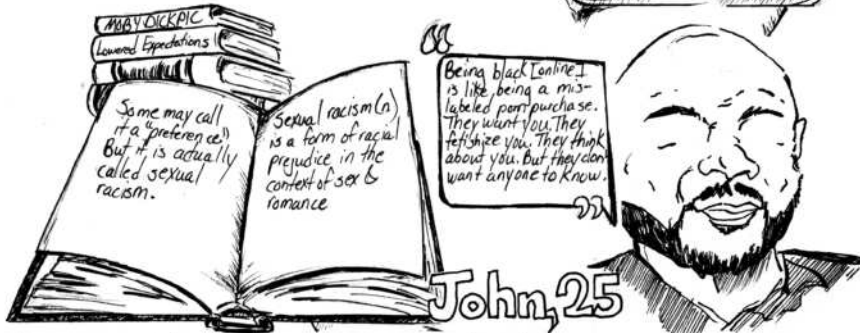 MOBY DICKPIC
Lowered Expectations
Some may call
it a "preference."
But it is actually
called sexual
racism.
Sexual racism (n)
is a form of racial
prejudice in the
context of sex &
romance
"
Being black [online]
is like being a mis-
labeled porn purchase.
They want you. They
fetishize you. They think
about you. But they don
want anyone to know.
"
John, 25